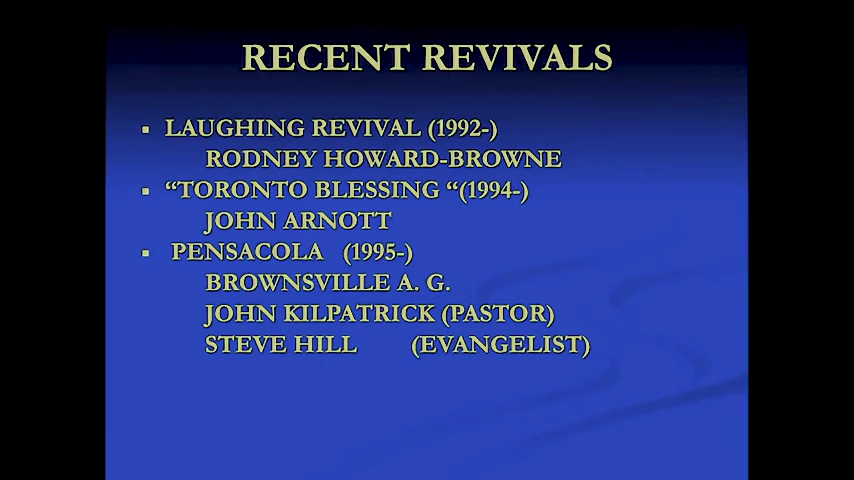 RECENT REVIVALS
▪ LAUGHING REVIVAL (1992-)
RODNEY HOWARD-BROWNE
▪ “TORONTO BLESSING “(1994-)
JOHN ARNOTT
▪ PENSACOLA (1995-)
BROWNSVILLE A. G.
JOHN KILPATRICK (PASTOR)
STEVE HILL (EVANGELIST)